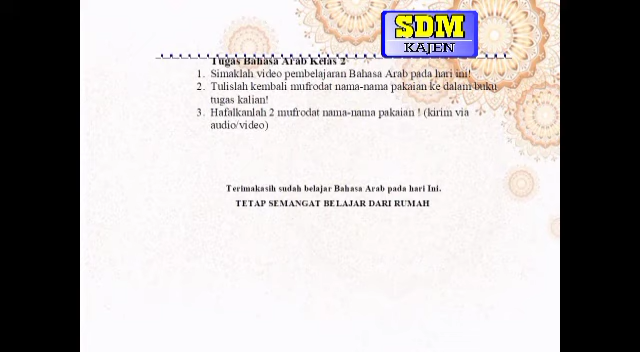 SDM
KAJEN
Tugas Bahasa Arab Kelas 2
1. Simaklah video pembelajaran Bahasa Arab pada hari ini!
2. Tulislah kembali mufrodat nama-nama pakaian ke dalam buku
tugas kalian!
3. Hafalkanlah 2 mufrodat nama-nama pakaian ! (kirim via
audio/video)
Terimakasih sudah belajar Bahasa Arab pada hari Ini.
TETAP SEMANGAT BELAJAR DARI RUMAH